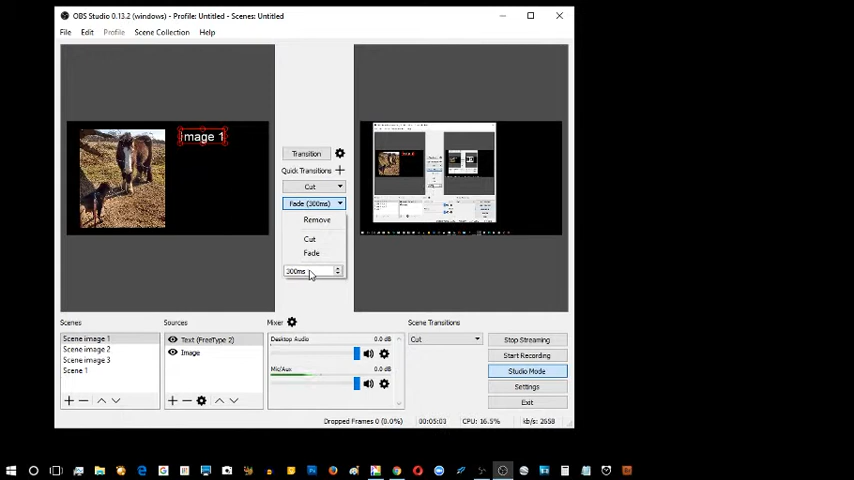 OBS Studio 0.13.2 (windows) - Profile: Untitled - Scenes: Untitled
File Edit Profile Scene Collection Help
image 1
Transition
Quick Transitions
Cut
Fade (300ms)
Remove
Cut
Fade
300ms
Scenes
Scene image 1
Scene image 2
Scene image 3
Scene 1
Sources
Text (FreeType 2)
Image
Mixer
Desktop Audio 0.0 dB
Mic/Aux 0.0 dB
Scene Transitions
Cut
Stop Streaming
Start Recording
Studio Mode
Settings
Exit
Dropped Frames 0 (0.0%) 00:05:03 CPU: 16.5% kb/s: 2658